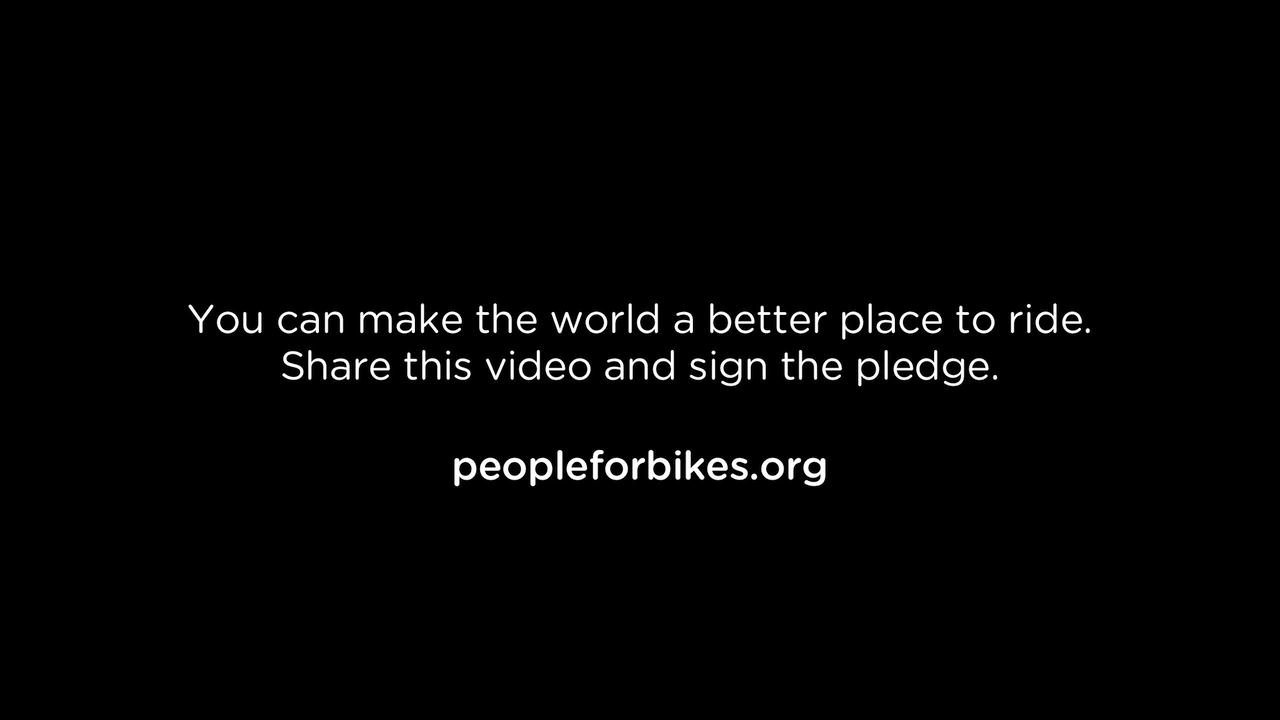 You can make the world a better place to ride.
Share this video and sign the pledge.
peopleforbikes.org